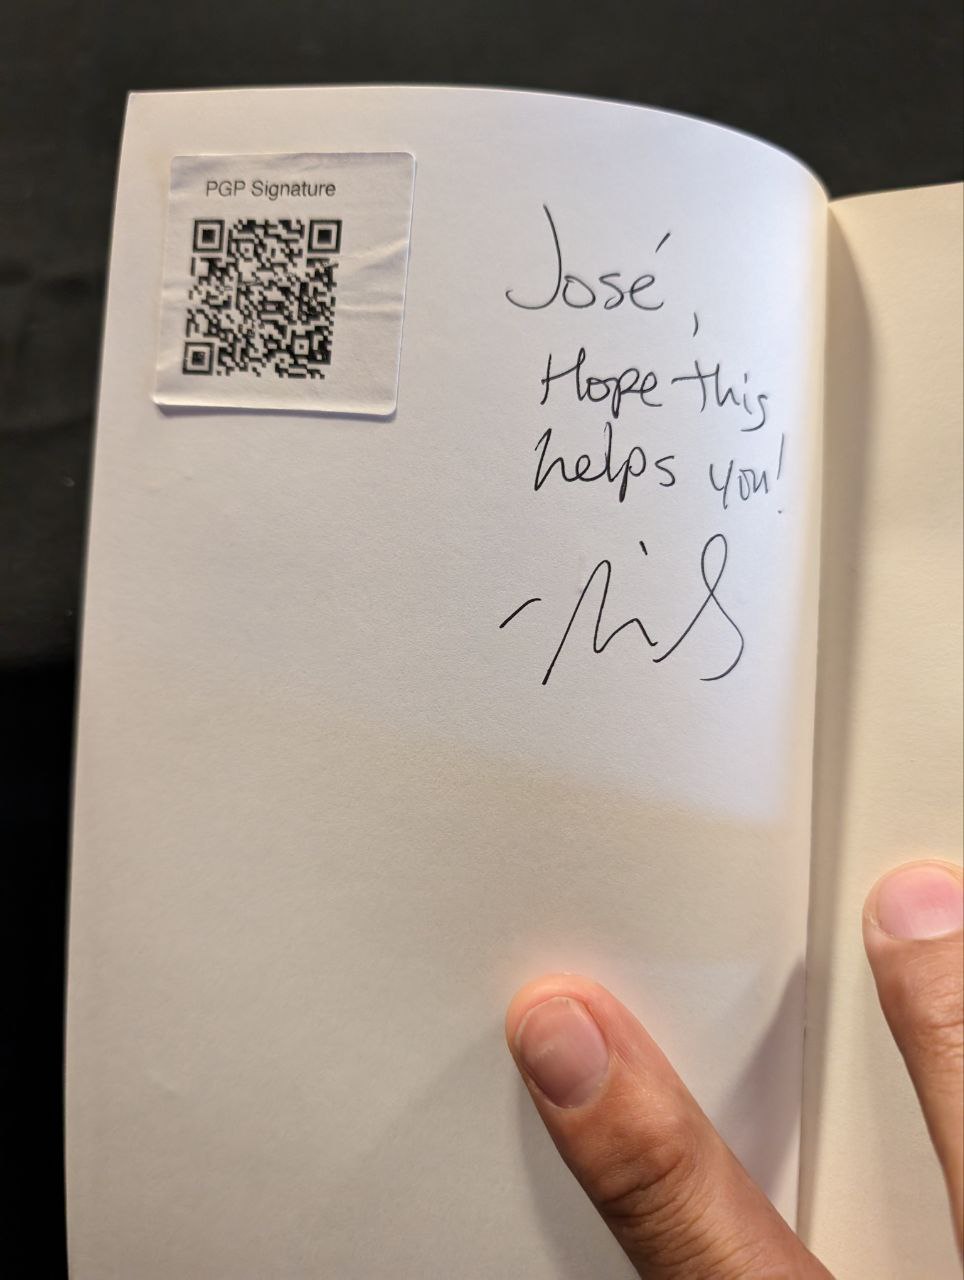 PGP Signature
José,
Hope this
helps you!